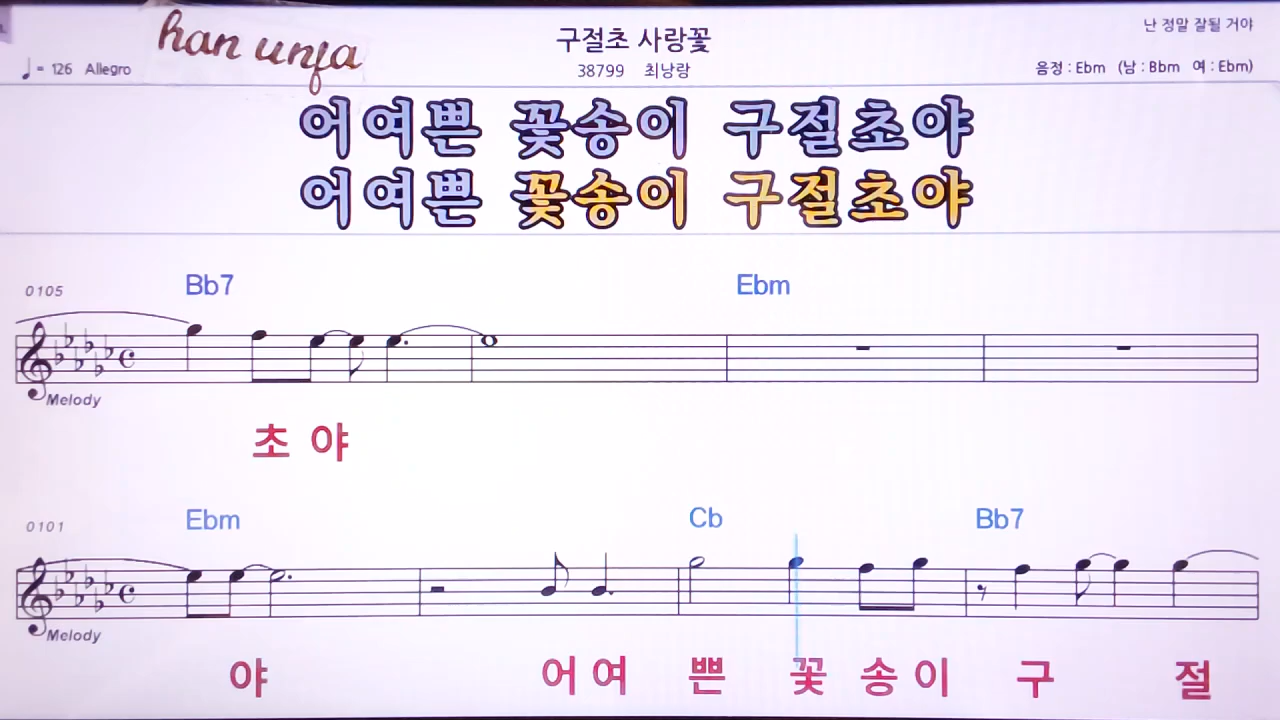 han unja
구절초 사랑꽃
난 정말 잘될 거야
♩= 126 Allegro
38799 최낭랑
음정 : Ebm (남 : Bbm 여 : Ebm)
어여쁜 꽃송이 구절초야
어여쁜 꽃송이 구절초야
0105
Bb7 Ebm
Melody
초 야
0101
Ebm Cb Bb7
Melody
야 어 여 쁜 꽃 송 이 구 절